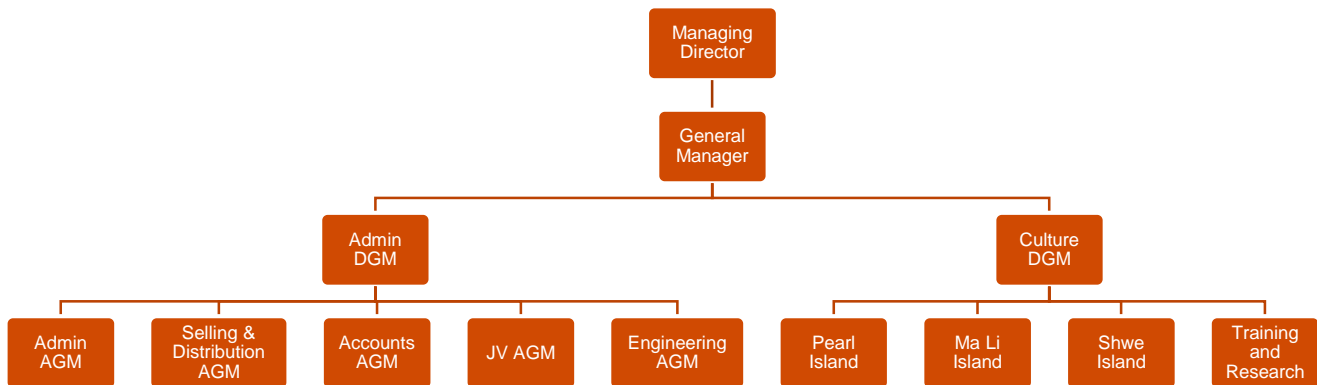 Managing
Director
General
Manager
Admin
DGM
Culture
DGM
Admin
AGM
Selling &
Distribution
AGM
Accounts
AGM
JV AGM
Engineering
AGM
Pearl
Island
Ma Li
Island
Shwe
Island
Training
and
Research